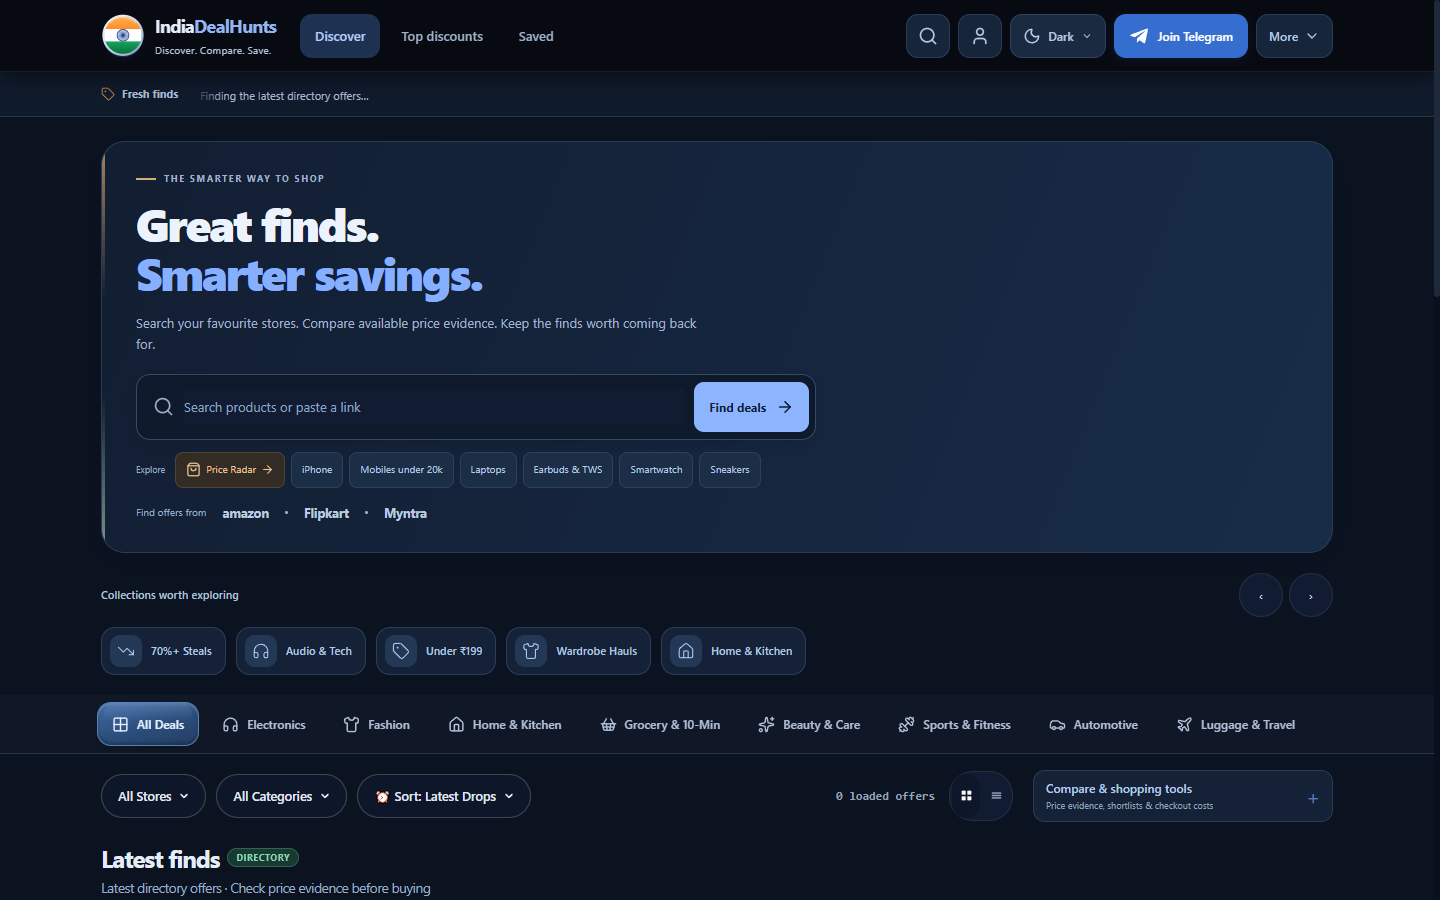 IndiaDealHunts
Discover. Compare. Save.
Discover
Top discounts
Saved
Dark
Join Telegram
More
Fresh finds
Finding the latest directory offers...
THE SMARTER WAY TO SHOP
Great finds.
Smarter savings.
Search your favourite stores. Compare available price evidence. Keep the finds worth coming back
for.
Search products or paste a link
Find deals
Explore
Price Radar
iPhone
Mobiles under 20k
Laptops
Earbuds & TWS
Smartwatch
Sneakers
Find offers from
amazon
•
Flipkart
•
Myntra
Collections worth exploring
‹
›
70%+ Steals
Audio & Tech
Under ₹199
Wardrobe Hauls
Home & Kitchen
All Deals
Electronics
Fashion
Home & Kitchen
Grocery & 10-Min
Beauty & Care
Sports & Fitness
Automotive
Luggage & Travel
All Stores
All Categories
⏰ Sort: Latest Drops
0 loaded offers
Compare & shopping tools
Price evidence, shortlists & checkout costs
+
Latest finds
DIRECTORY
Latest directory offers · Check price evidence before buying